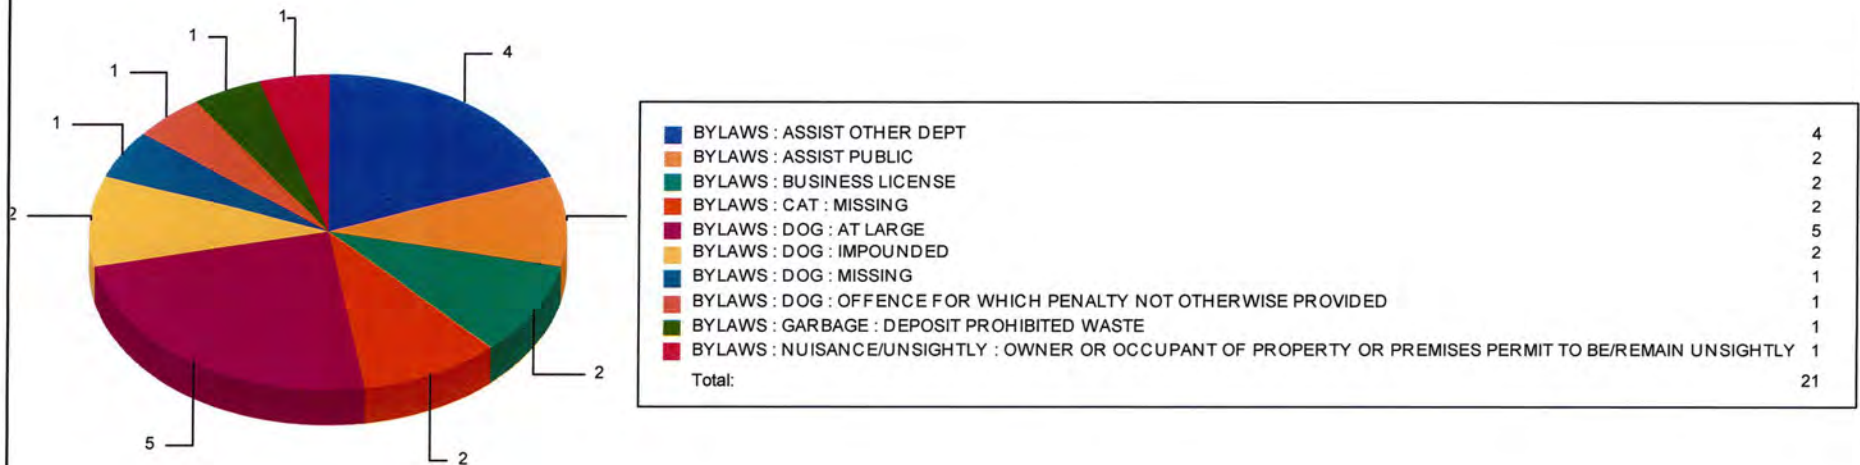 1
1
4
1
1
2
2
5
2
BYLAWS : ASSIST OTHER DEPT 4
BYLAWS : ASSIST PUBLIC 2
BYLAWS : BUSINESS LICENSE 2
BYLAWS : CAT : MISSING 2
BYLAWS : DOG : AT LARGE 5
BYLAWS : DOG : IMPOUNDED 2
BYLAWS : DOG : MISSING 1
BYLAWS : DOG : OFFENCE FOR WHICH PENALTY NOT OTHERWISE PROVIDED 1
BYLAWS : GARBAGE : DEPOSIT PROHIBITED WASTE 1
BYLAWS : NUISANCE/UNSIGHTLY : OWNER OR OCCUPANT OF PROPERTY OR PREMISES PERMIT TO BE/REMAIN UNSIGHTLY 1
Total: 21